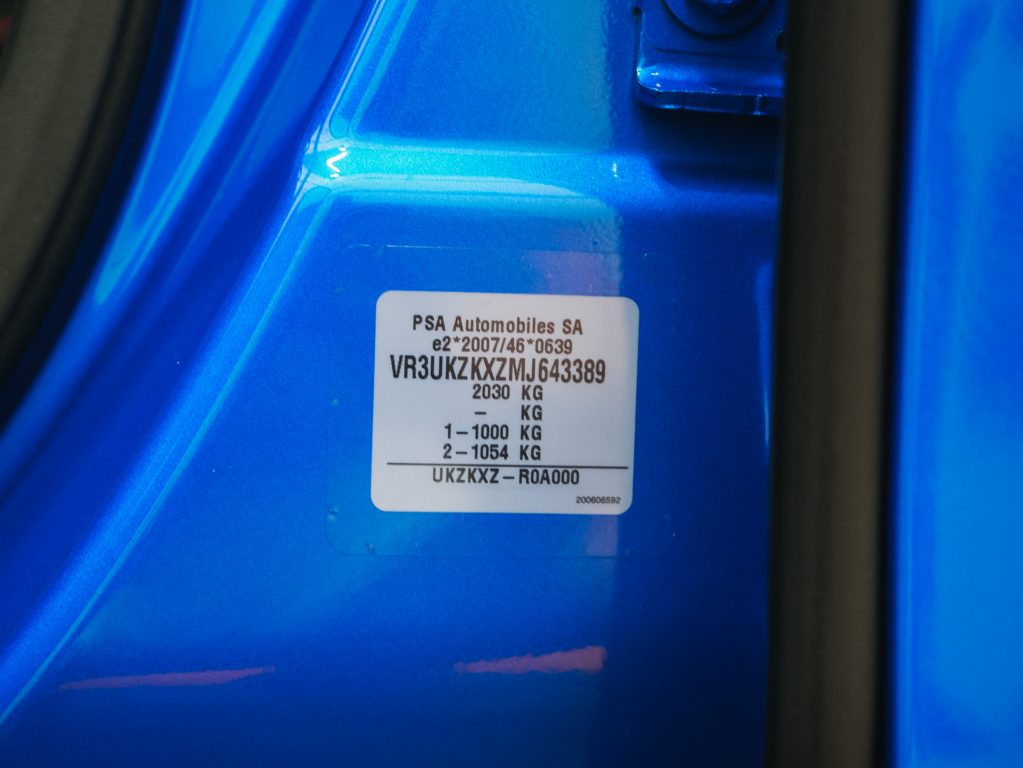 PSA Automobiles SA
e2*2007/46*0639
VR3UKZKXZMJ643389
2030 KG
– KG
1–1000 KG
2–1054 KG
UKZKXZ–R0A000
200606592